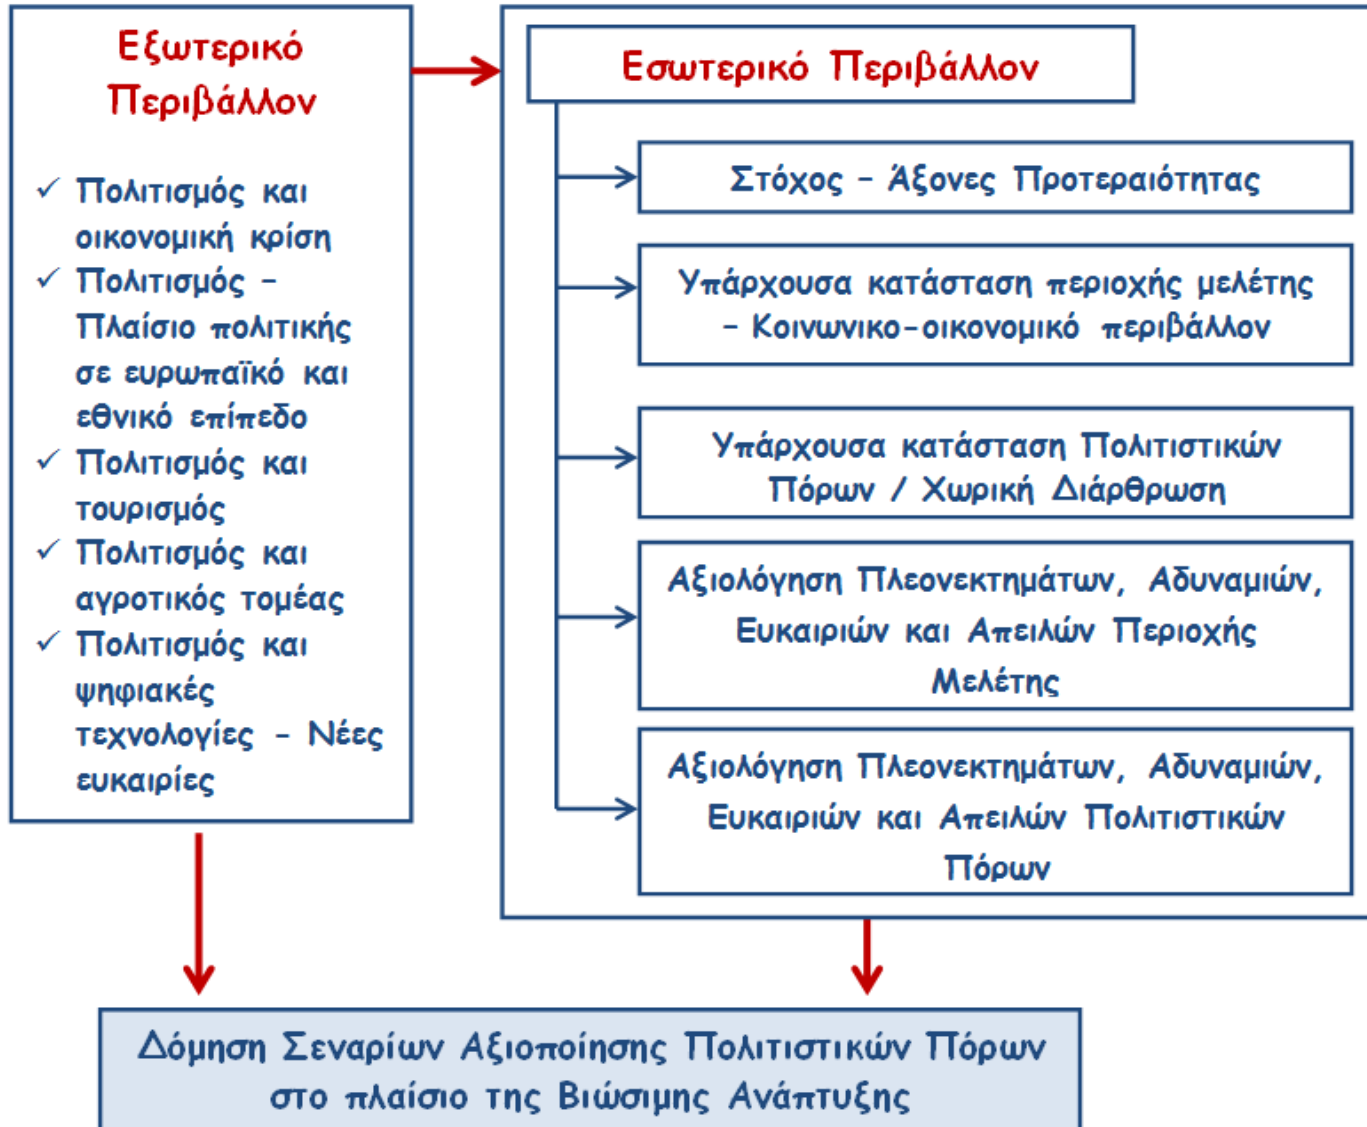 Εξωτερικό
Περιβάλλον
✓ Πολιτισμός και
οικονομική κρίση
✓ Πολιτισμός –
Πλαίσιο πολιτικής
σε ευρωπαϊκό και
εθνικό επίπεδο
✓ Πολιτισμός και
τουρισμός
✓ Πολιτισμός και
αγροτικός τομέας
✓ Πολιτισμός και
ψηφιακές
τεχνολογίες – Νέες
ευκαιρίες
Εσωτερικό Περιβάλλον
Στόχος – Άξονες Προτεραιότητας
Υπάρχουσα κατάσταση περιοχής μελέτης
– Κοινωνικο-οικονομικό περιβάλλον
Υπάρχουσα κατάσταση Πολιτιστικών
Πόρων / Χωρική Διάρθρωση
Αξιολόγηση Πλεονεκτημάτων, Αδυναμιών,
Ευκαιριών και Απειλών Περιοχής
Μελέτης
Αξιολόγηση Πλεονεκτημάτων, Αδυναμιών,
Ευκαιριών και Απειλών Πολιτιστικών
Πόρων
Δόμηση Σεναρίων Αξιοποίησης Πολιτιστικών Πόρων
στο πλαίσιο της Βιώσιμης Ανάπτυξης